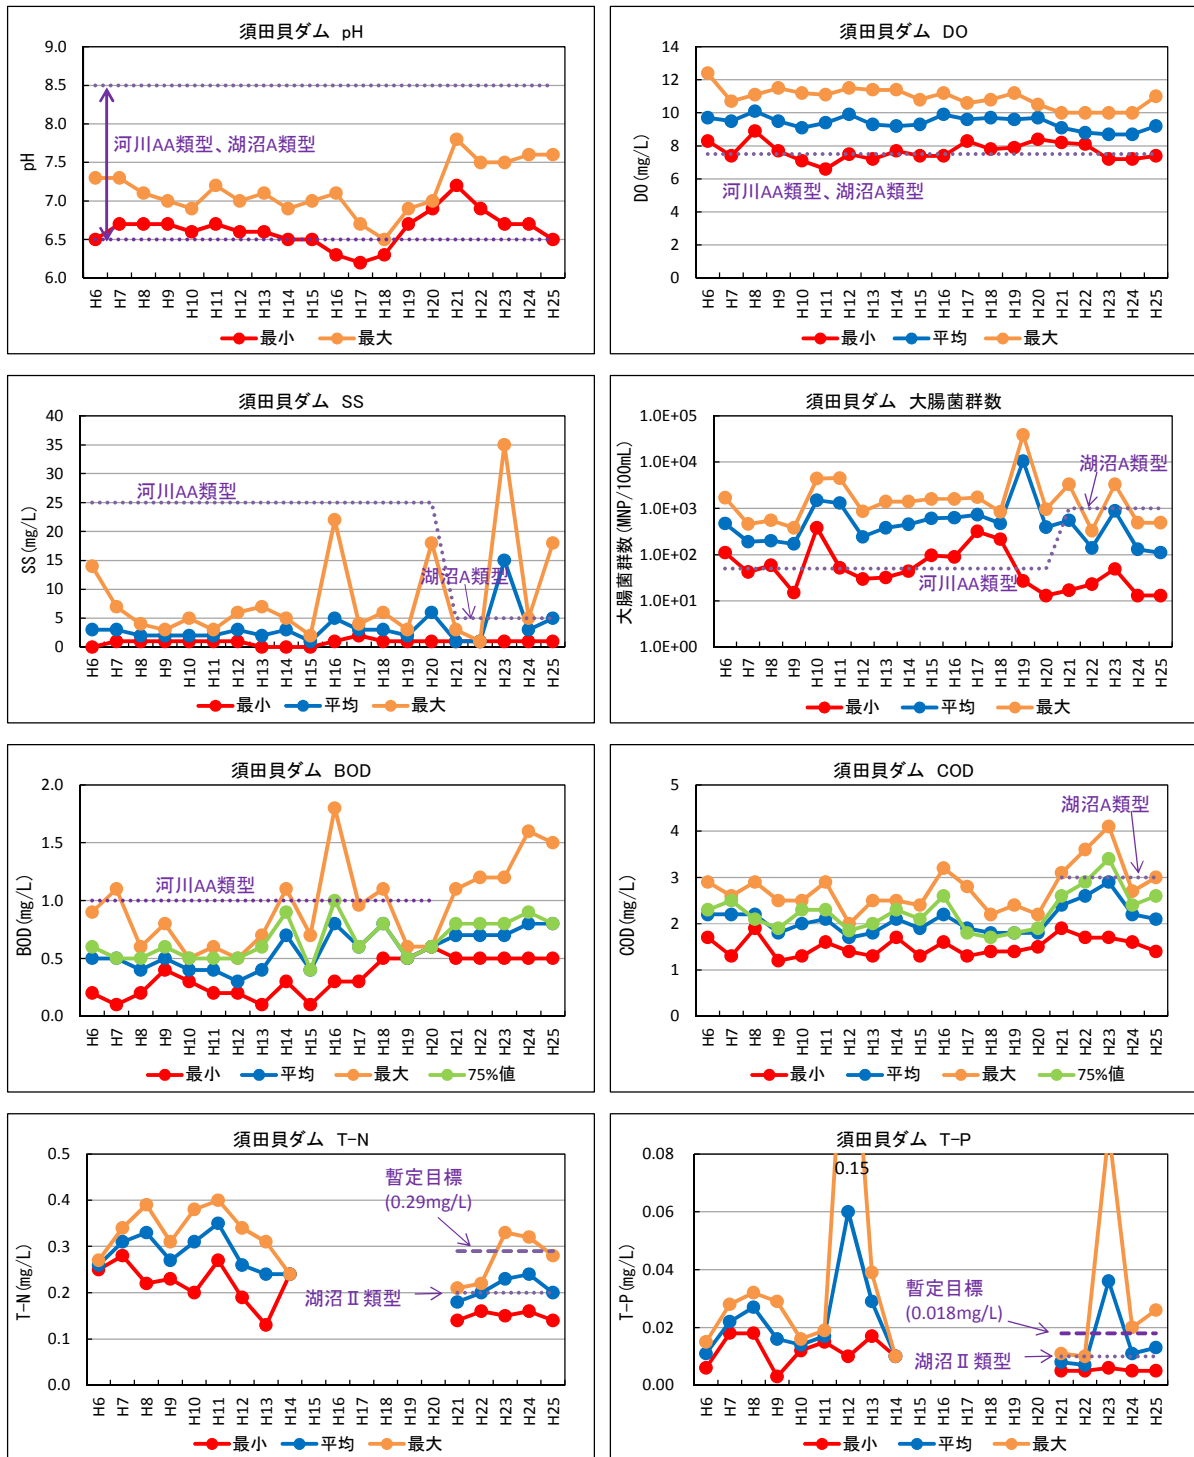 須田貝ダム pH
9.0
8.5
8.0
7.5
7.0
6.5
6.0
pH
河川AA類型、湖沼A類型
H6 H7 H8 H9 H10 H11 H12 H13 H14 H15 H16 H17 H18 H19 H20 H21 H22 H23 H24 H25
最小 最大
須田貝ダム DO
14
12
10
8
6
4
2
0
DO(mg/L)
河川AA類型、湖沼A類型
H6 H7 H8 H9 H10 H11 H12 H13 H14 H15 H16 H17 H18 H19 H20 H21 H22 H23 H24 H25
最小 平均 最大
須田貝ダム SS
40
35
30
25
20
15
10
5
0
SS(mg/L)
河川AA類型
湖沼A類型
H6 H7 H8 H9 H10 H11 H12 H13 H14 H15 H16 H17 H18 H19 H20 H21 H22 H23 H24 H25
最小 平均 最大
須田貝ダム 大腸菌群数
1.0E+05
1.0E+04
1.0E+03
1.0E+02
1.0E+01
1.0E+00
大腸菌群数(MNP/100mL)
湖沼A類型
河川AA類型
H6 H7 H8 H9 H10 H11 H12 H13 H14 H15 H16 H17 H18 H19 H20 H21 H22 H23 H24 H25
最小 平均 最大
須田貝ダム BOD
2.0
1.5
1.0
0.5
0.0
BOD(mg/L)
河川AA類型
H6 H7 H8 H9 H10 H11 H12 H13 H14 H15 H16 H17 H18 H19 H20 H21 H22 H23 H24 H25
最小 平均 最大 75%値
須田貝ダム COD
5
4
3
2
1
0
COD(mg/L)
湖沼A類型
H6 H7 H8 H9 H10 H11 H12 H13 H14 H15 H16 H17 H18 H19 H20 H21 H22 H23 H24 H25
最小 平均 最大 75%値
須田貝ダム T-N
0.5
0.4
0.3
0.2
0.1
0.0
T-N(mg/L)
暫定目標
(0.29mg/L)
湖沼Ⅱ類型
H6 H7 H8 H9 H10 H11 H12 H13 H14 H15 H16 H17 H18 H19 H20 H21 H22 H23 H24 H25
最小 平均 最大
須田貝ダム T-P
0.08
0.06
0.04
0.02
0.00
T-P(mg/L)
0.15
暫定目標
(0.018mg/L)
湖沼Ⅱ類型
H6 H7 H8 H9 H10 H11 H12 H13 H14 H15 H16 H17 H18 H19 H20 H21 H22 H23 H24 H25
最小 平均 最大